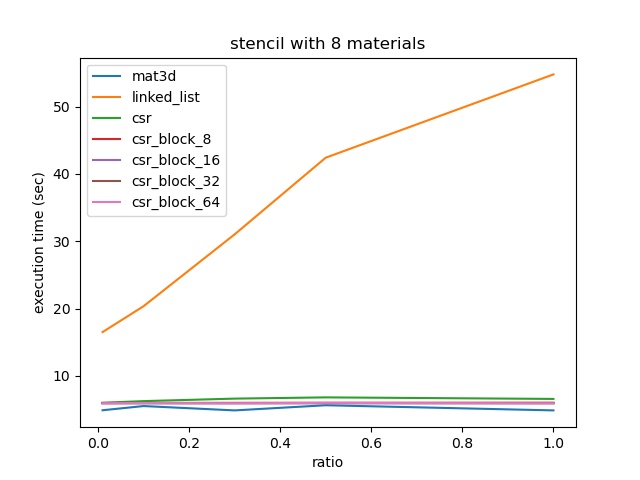 stencil with 8 materials
mat3d
linked_list
csr
csr_block_8
csr_block_16
csr_block_32
csr_block_64
execution time (sec)
50
40
30
20
10
0.0 0.2 0.4 0.6 0.8 1.0
ratio